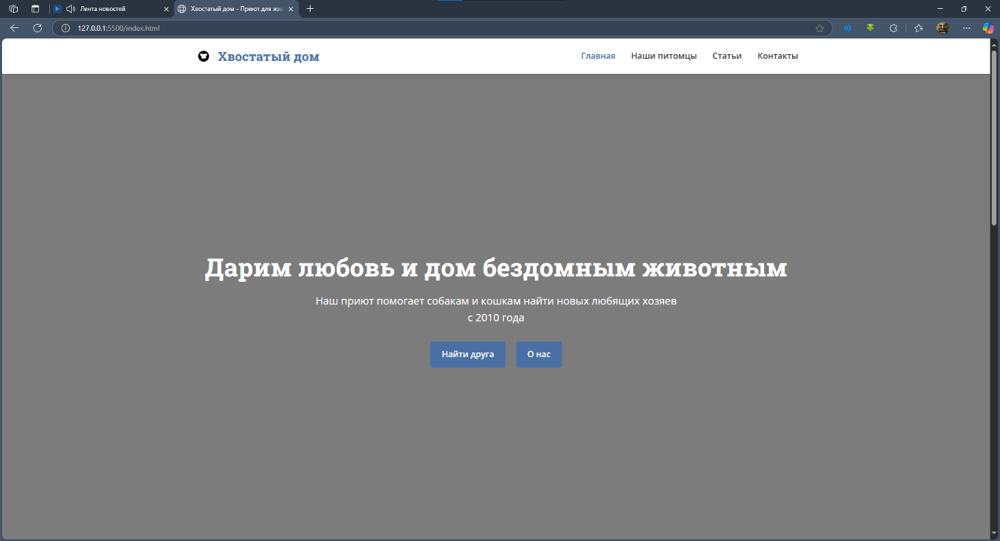 Лента новостей
Хвостатый дом - Приют для жи
127.0.0.1:5500/index.html
Хвостатый дом
Главная
Наши питомцы
Статьи
Контакты
Дарим любовь и дом бездомным животным
Наш приют помогает собакам и кошкам найти новых любящих хозяев
с 2010 года
Найти друга
О нас